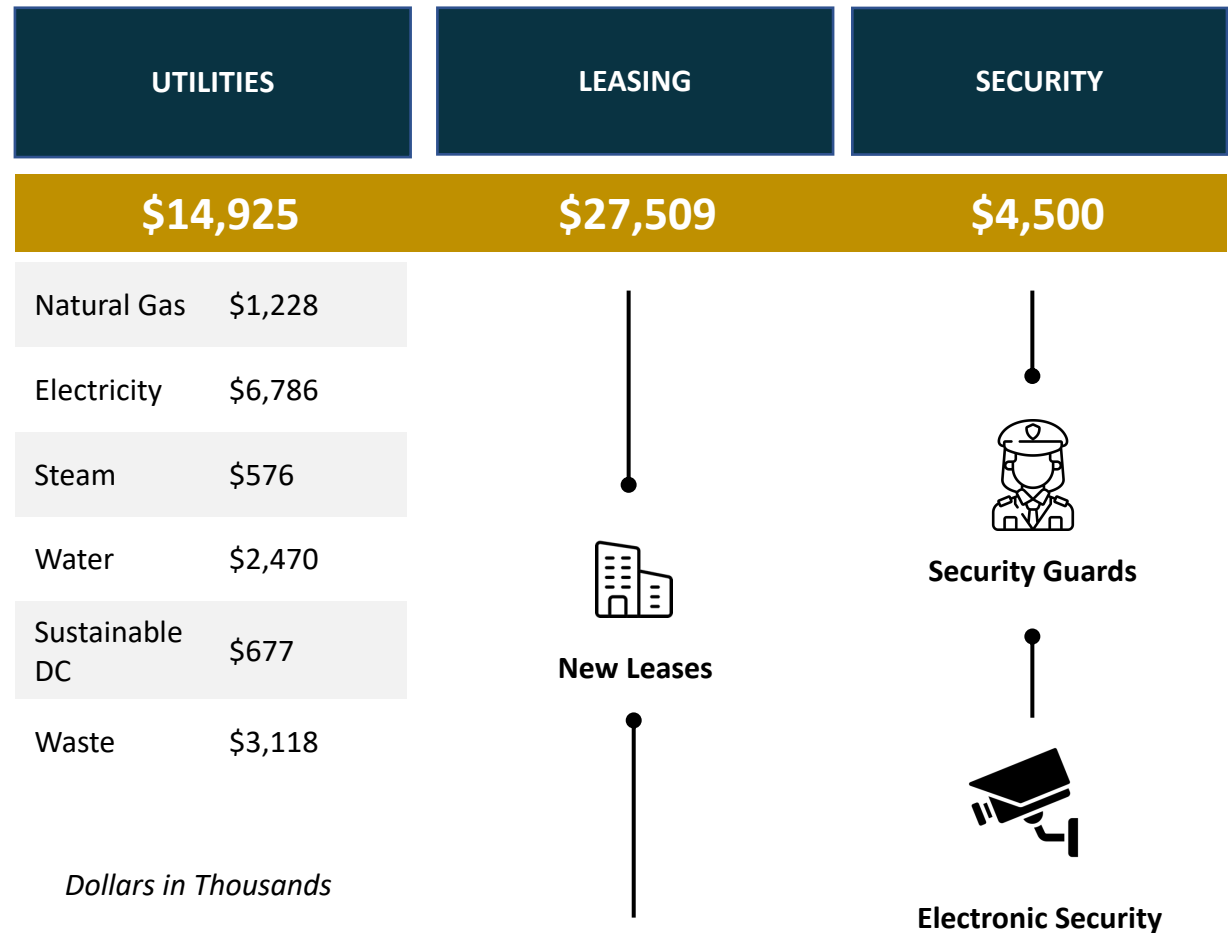 UTILITIES
LEASING
SECURITY
$14,925
$27,509
$4,500
Natural Gas $1,228
Electricity $6,786
Steam $576
Water $2,470
Sustainable
DC
$677
Waste $3,118
Dollars in Thousands
New Leases
Security Guards
Electronic Security